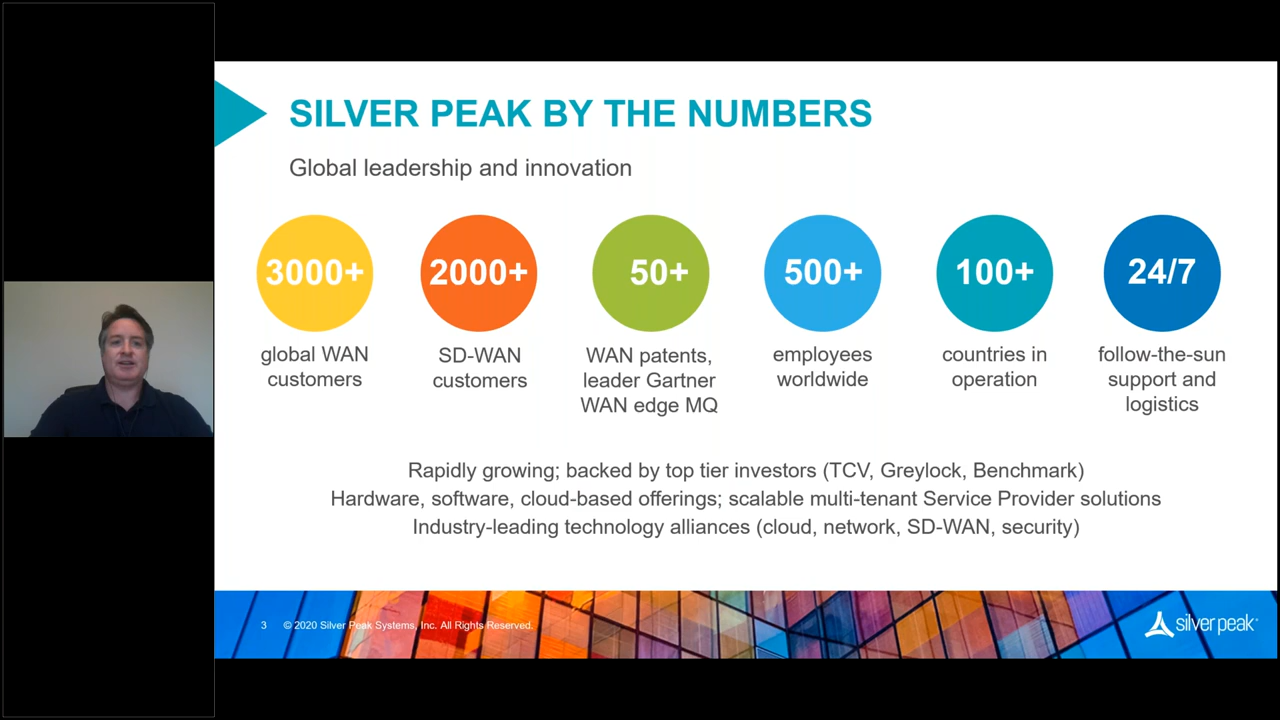 SILVER PEAK BY THE NUMBERS
Global leadership and innovation
3000+
global WAN
customers
2000+
SD-WAN
customers
50+
WAN patents,
leader Gartner
WAN edge MQ
500+
employees
worldwide
100+
countries in
operation
24/7
follow-the-sun
support and
logistics
Rapidly growing; backed by top tier investors (TCV, Greylock, Benchmark)
Hardware, software, cloud-based offerings; scalable multi-tenant Service Provider solutions
Industry-leading technology alliances (cloud, network, SD-WAN, security)
3 © 2020 Silver Peak Systems, Inc. All Rights Reserved.
silver peak